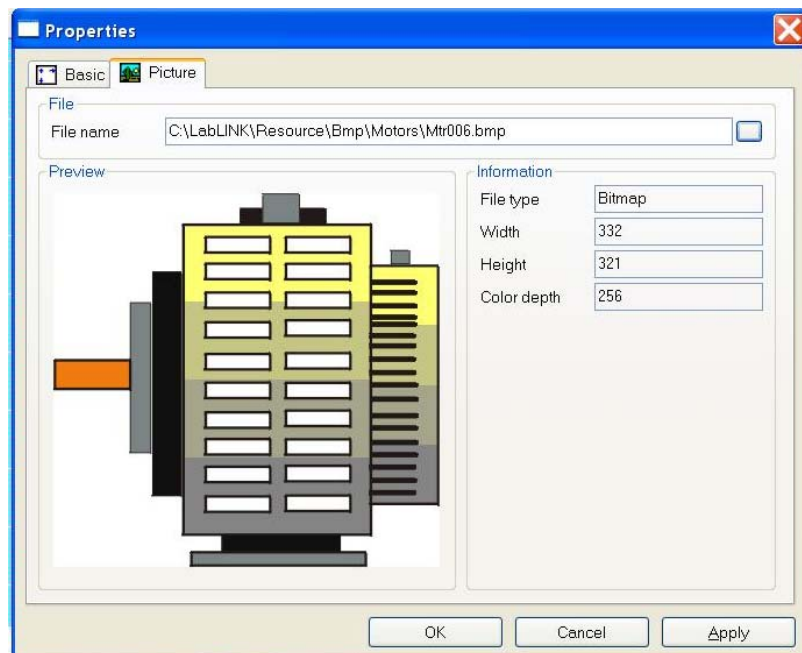 Properties
Basic Picture
File
File name C:\LabLINK\Resource\Bmp\Motors\Mtr006.bmp
Preview
Information
File type Bitmap
Width 332
Height 321
Color depth 256
OK Cancel Apply